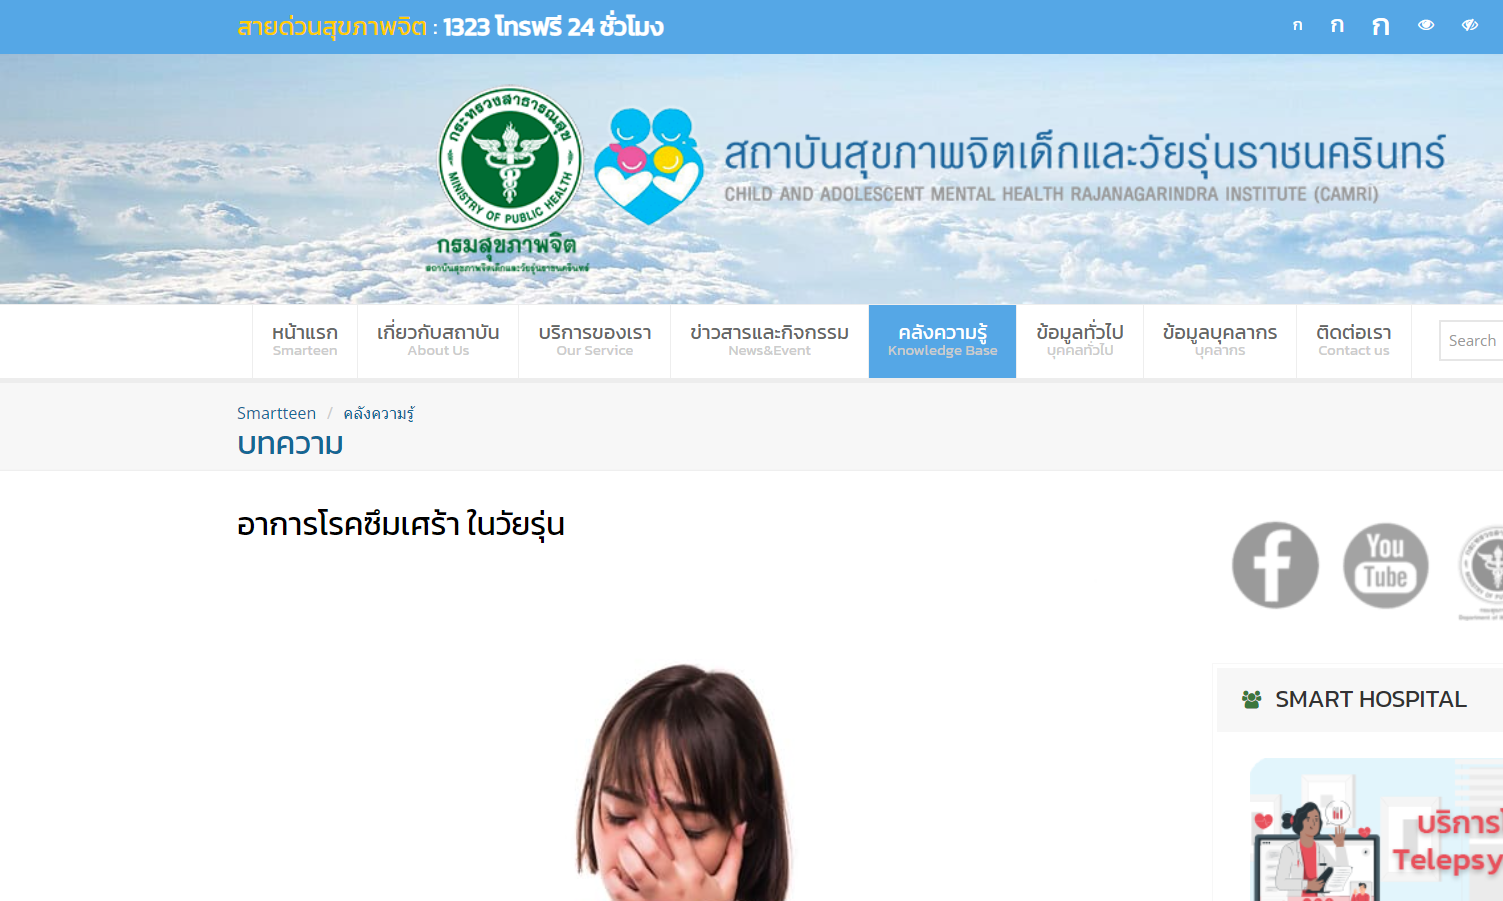 สายด่วนสุขภาพจิต : 1323 โทรฟรี 24 ชั่วโมง
ก ก ก
กระทรวงสาธารณสุข
MINISTRY OF PUBLIC HEALTH
กรมสุขภาพจิต
สถาบันสุขภาพจิตเด็กและวัยรุ่นราชนครินทร์
สถาบันสุขภาพจิตเด็กและวัยรุ่นราชนครินทร์
CHILD AND ADOLESCENT MENTAL HEALTH RAJANAGARINDRA INSTITUTE (CAMRI)
หน้าแรก เกี่ยวกับสถาบัน บริการของเรา ข่าวสารและกิจกรรม คลังความรู้ ข้อมูลทั่วไป ข้อมูลบุคลากร ติดต่อเรา
Smarteen About Us Our Service News&Event Knowledge Base บุคคลทั่วไป บุคลากร Contact us
Search
Smartteen / คลังความรู้
บทความ
อาการโรคซึมเศร้า ในวัยรุ่น
You
Tube
SMART HOSPITAL
บริการ
Telepsy